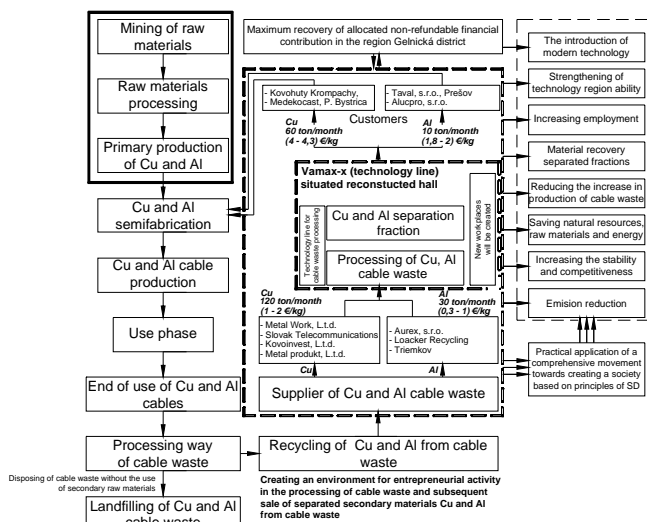 Mining of raw
materials
Raw materials
processing
Primary production
of Cu and Al
Cu and Al
semifabrication
Cu and Al cable
production
Use phase
End of use of Cu and Al
cables
Processing way
of cable waste
Disposing of cable waste without the use
of secondary raw materials
Landfilling of Cu and Al
cable waste
Maximum recovery of allocated non-refundable financial
contribution in the region Gelnická district
- Kovohuty Krompachy,
- Medekocast, P. Bystrica
- Taval, s.r.o., Prešov
- Alucpro, s.r.o.
Customers
Cu
60 ton/month
(4 - 4,3) €/kg
Al
10 ton/month
(1,8 – 2) €/kg)
Vamax-x (technology line)
situated reconstucted hall
Technology line for
cable waste processing
Cu and Al separation
fraction
Processing of Cu, Al
cable waste
New workplaces
will be created
Cu
120 ton/month
(1 - 2 €/kg)
Al
30 ton/month
(0,3 - 1) €/kg)
- Metal Work, L.t.d.
- Slovak Telecommunications
- Kovoinvest, L.t.d.
- Metal produkt, L.t.d.
- Aurex, s.r.o.
- Loacker Recycling
- Triemkov
Cu
Al
Supplier of Cu and Al cable waste
Recycling of Cu and Al from cable
waste
Creating an environment for entrepreneurial activity
in the processing of cable waste and subsequent
sale of separated secondary materials Cu and Al
from cable waste
The introduction of
modern technology
Strengthening of
technology region ability
Increasing employment
Material recovery
separated fractions
Reducing the increase in
production of cable waste
Saving natural resources,
raw materials and energy
Increasing the stability
and competitiveness
Emision reduction
Practical application of a
comprehensive movement
towards creating a society
based on principles of SD